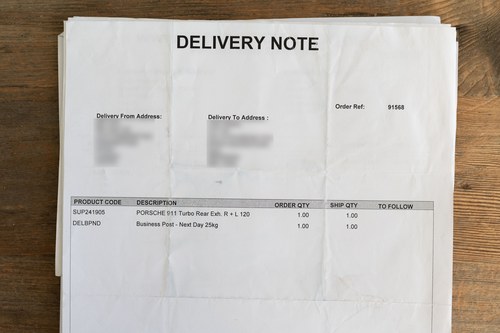 DELIVERY NOTE
Order Ref: 91568
Delivery From Address: Delivery To Address :
PRODUCT CODE DESCRIPTION ORDER QTY SHIP QTY TO FOLLOW
SUP241905 PORSCHE 911 Turbo Rear Exh. R + L 120 1.00 1.00
DELBPND Business Post - Next Day 25kg 1.00 1.00